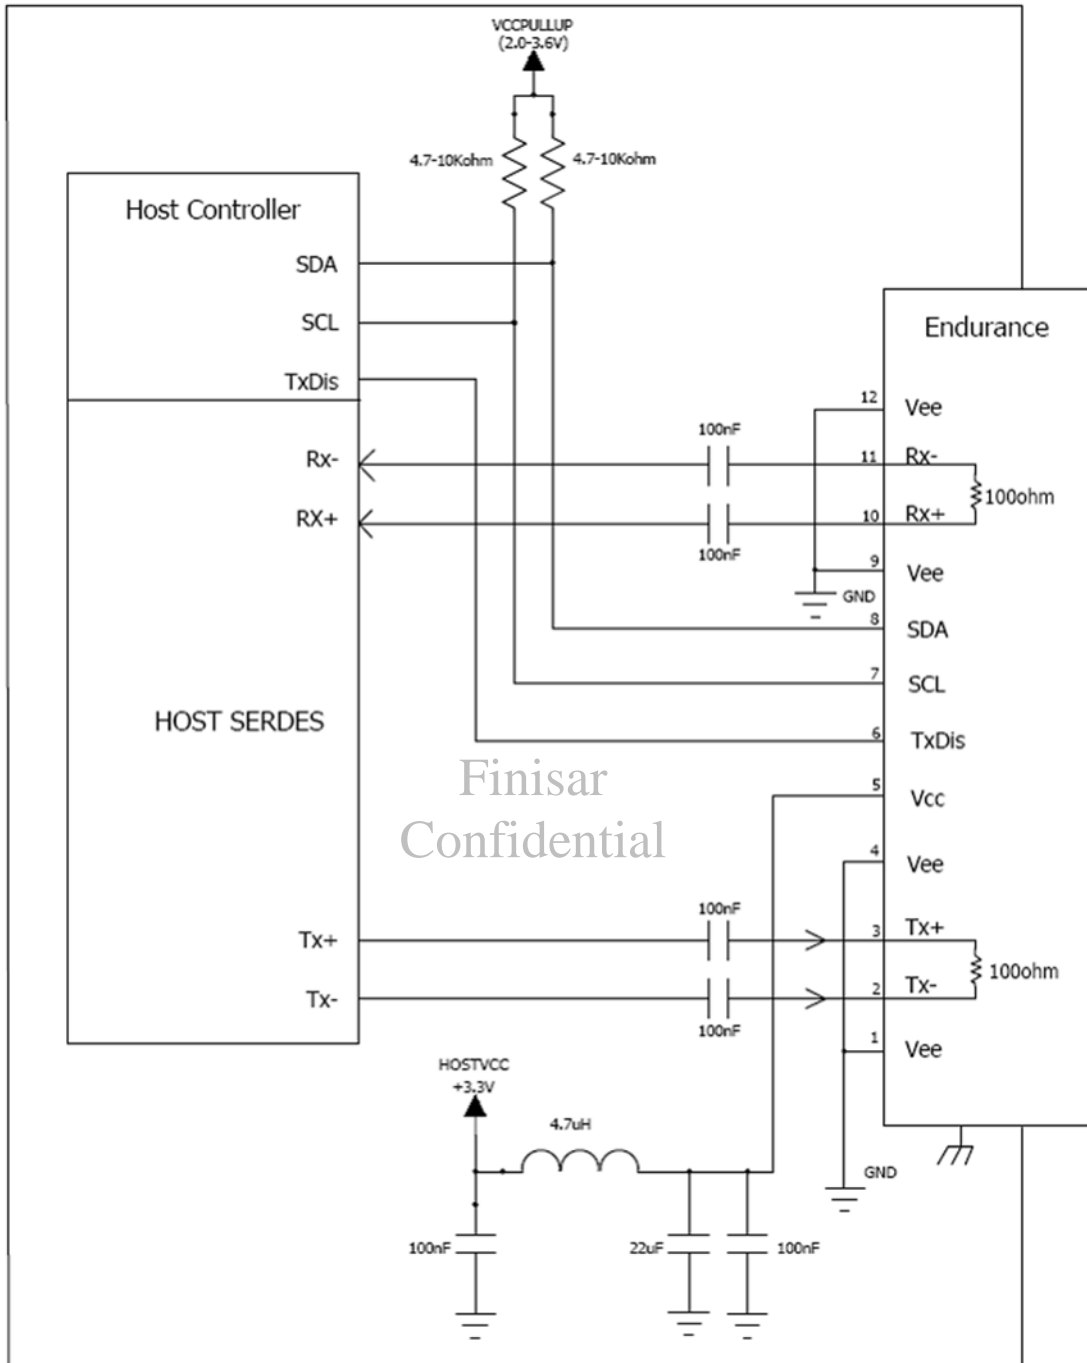 VCCPULLUP
(2.0-3.6V)
4.7-10Kohm
4.7-10Kohm
Host Controller
SDA
SCL
TxDis
Rx-
RX+
HOST SERDES
Tx+
Tx-
100nF
100nF
Endurance
12
Vee
11
Rx-
100ohm
10
Rx+
9
Vee
GND
8
SDA
7
SCL
6
TxDis
5
Vcc
4
Vee
Finisar
Confidential
100nF
3
Tx+
100ohm
2
Tx-
100nF
1
Vee
HOSTVCC
+3.3V
4.7uH
GND
100nF
22uF
100nF